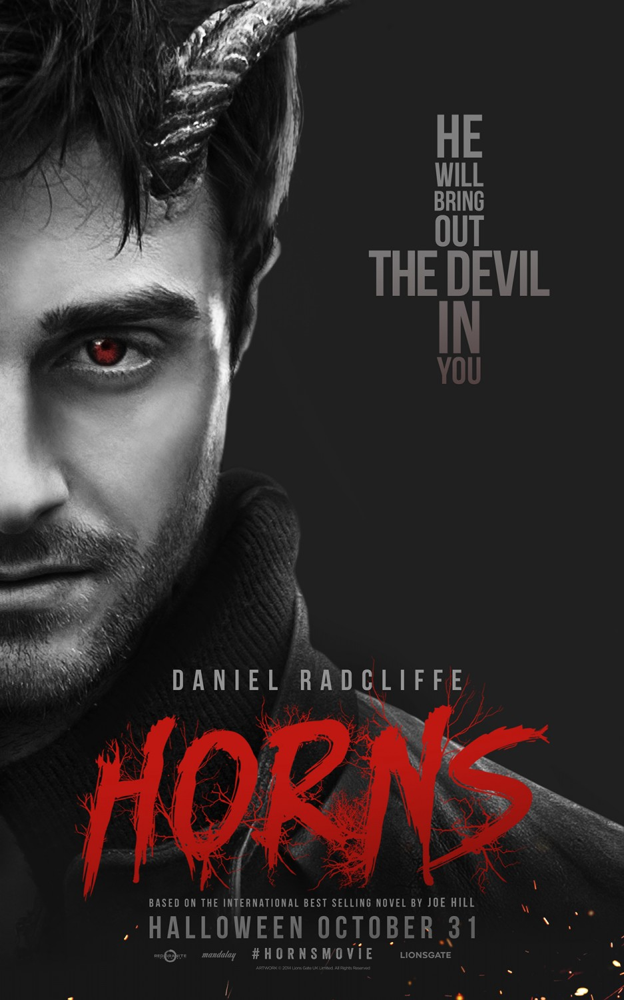 HE
WILL
BRING
OUT
THE DEVIL
IN
YOU
DANIEL RADCLIFFE
HORNS
BASED ON THE INTERNATIONAL BEST SELLING NOVEL BY JOE HILL
HALLOWEEN OCTOBER 31
RED GRANITE mandalay #HORNSMOVIE LIONSGATE
ARTWORK © 2014 Lions Gate UK Limited. All Rights Reserved